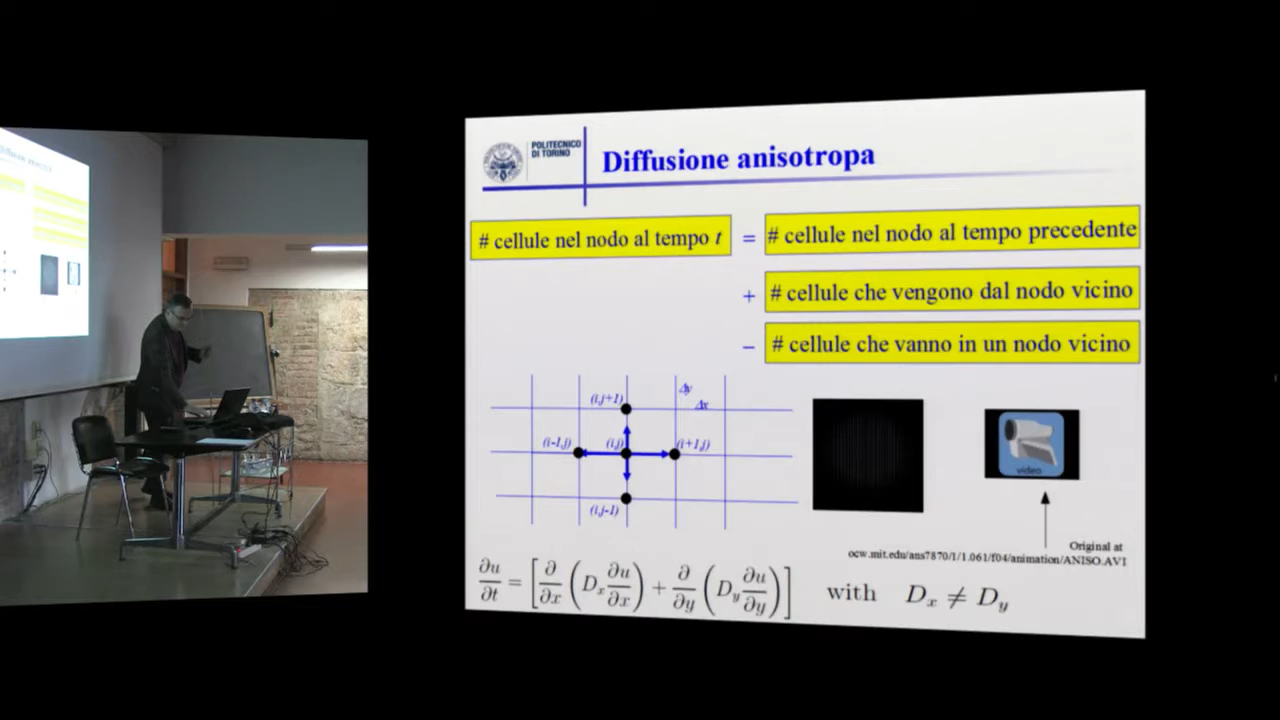 POLITECNICO
DI TORINO
Diffusione anisotropa
# cellule nel nodo al tempo t = # cellule nel nodo al tempo precedente
+ # cellule che vengono dal nodo vicino
− # cellule che vanno in un nodo vicino
(i,j+1)
Δy
Δx
(i-1,j)
(i,j)
(i+1,j)
(i,j-1)
video
Original at
ocw.mit.edu/ans7870/1/1.061/f04/animation/ANISO.AVI
∂u/∂t = [∂/∂x (Dx ∂u/∂x) + ∂/∂y (Dy ∂u/∂y)] with Dx ≠ Dy